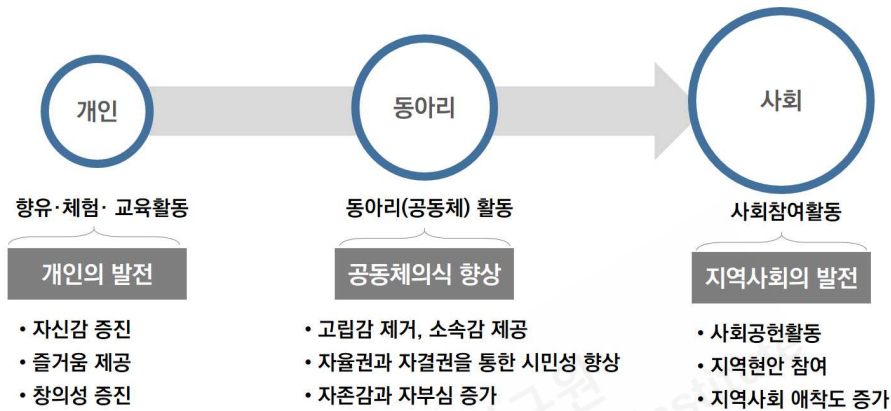 개인
동아리
사회
향유·체험· 교육활동
동아리(공동체) 활동
사회참여활동
개인의 발전
공동체의식 향상
지역사회의 발전
• 자신감 증진
• 즐거움 제공
• 창의성 증진
• 고립감 제거, 소속감 제공
• 자율권과 자결권을 통한 시민성 향상
• 자존감과 자부심 증가
• 사회공헌활동
• 지역현안 참여
• 지역사회 애착도 증가